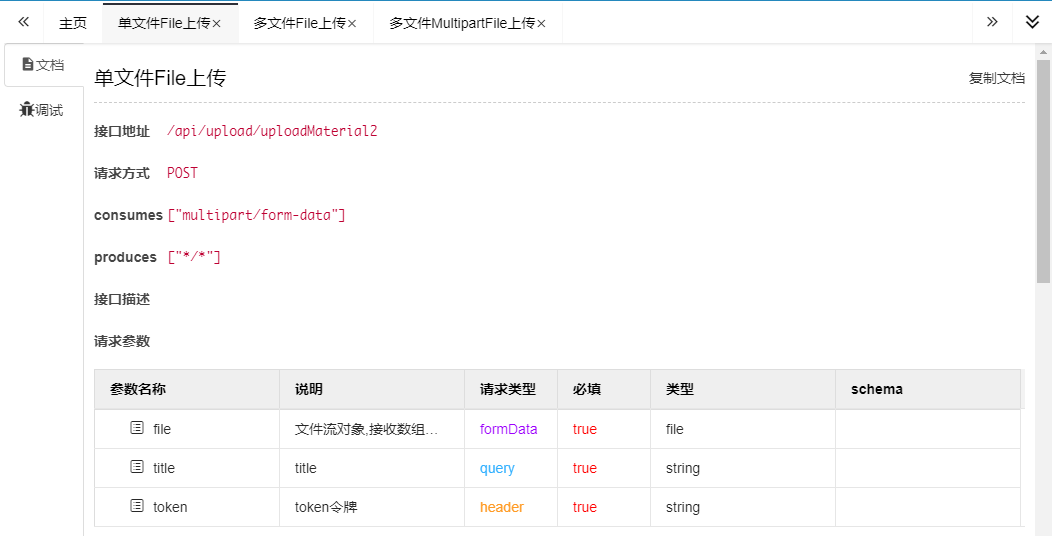 主页 单文件File上传× 多文件File上传× 多文件MultipartFile上传×
文档
调试
单文件File上传 复制文档
接口地址 /api/upload/uploadMaterial2
请求方式 POST
consumes ["multipart/form-data"]
produces ["*/*"]
接口描述
请求参数
参数名称 说明 请求类型 必填 类型 schema
file 文件流对象,接收数组... formData true file
title title query true string
token token令牌 header true string